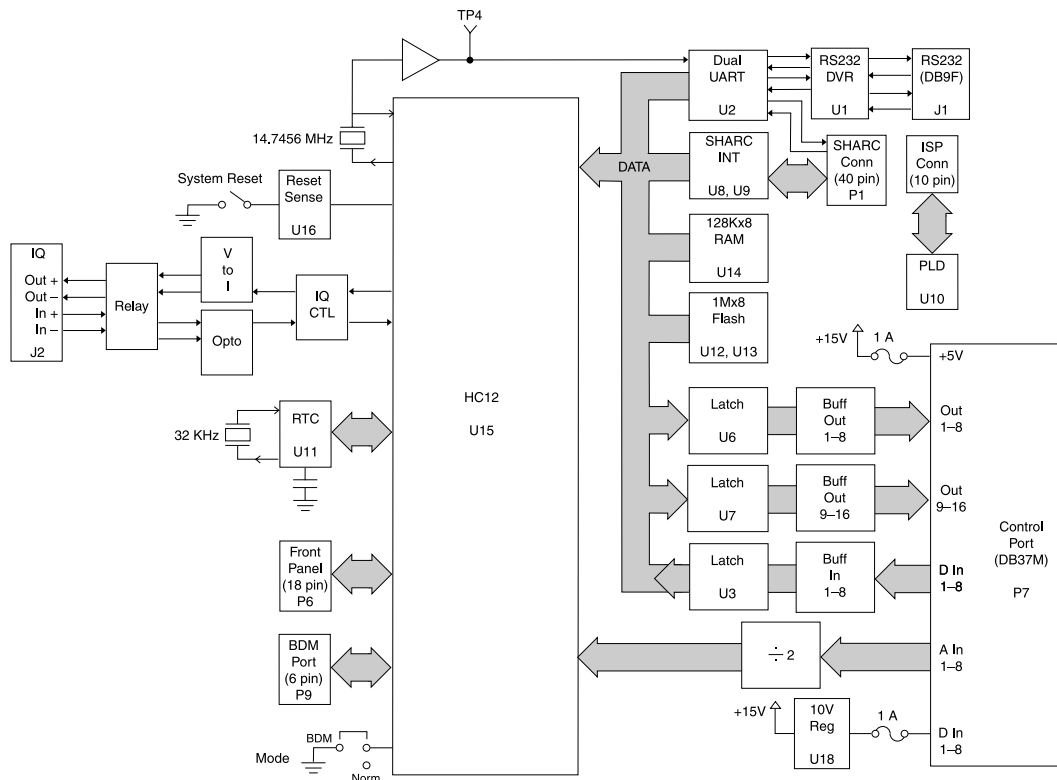 TP4
Dual
UART
U2
RS232
DVR
U1
RS232
(DB9F)
J1
14.7456 MHz
DATA
SHARC
INT
U8, U9
SHARC
Conn
(40 pin)
P1
ISP
Conn
(10 pin)
System Reset
Reset
Sense
U16
128Kx8
RAM
U14
PLD
U10
IQ
Out +
Out –
In +
In –
J2
Relay
V
to
I
Opto
IQ
CTL
1Mx8
Flash
U12, U13
+15V
1 A
+5V
HC12
U15
32 KHz
RTC
U11
Latch
U6
Buff
Out
1–8
Out
1–8
Latch
U7
Buff
Out
9–16
Out
9–16
Control
Port
(DB37M)
P7
Front
Panel
(18 pin)
P6
Latch
U3
Buff
In
1–8
D In
1–8
BDM
Port
(6 pin)
P9
÷ 2
A In
1–8
+15V
10V
Reg
U18
1 A
D In
1–8
Mode
BDM
Norm